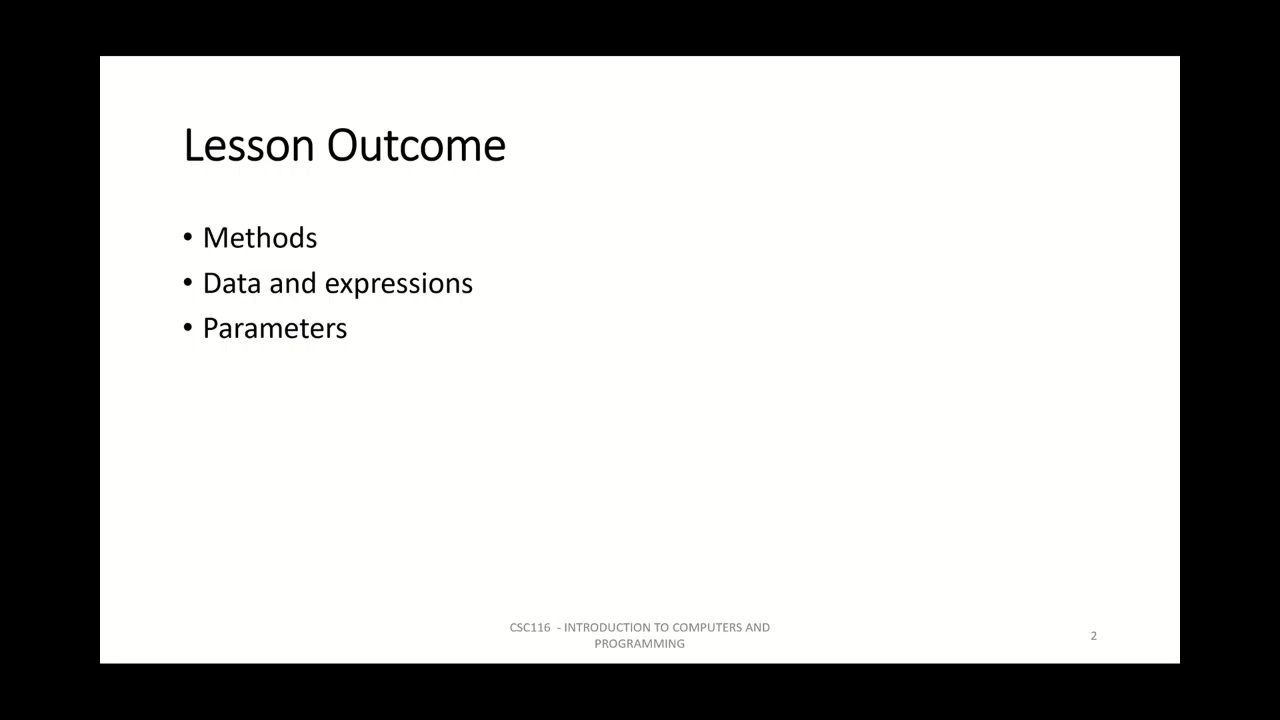 Lesson Outcome
• Methods
• Data and expressions
• Parameters
CSC116 - INTRODUCTION TO COMPUTERS AND
PROGRAMMING
2